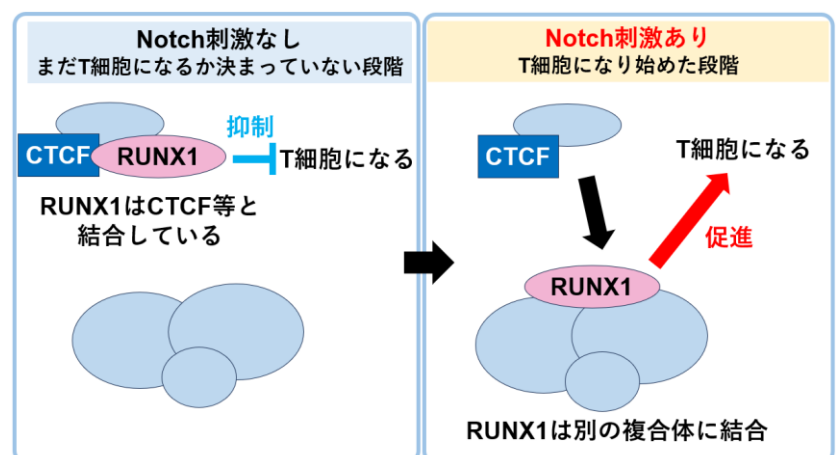 Notch刺激なし
まだT細胞になるか決まっていない段階
抑制
CTCF
RUNX1
T細胞になる
RUNX1はCTCF等と
結合している
Notch刺激あり
T細胞になり始めた段階
CTCF
T細胞になる
促進
RUNX1
RUNX1は別の複合体に結合